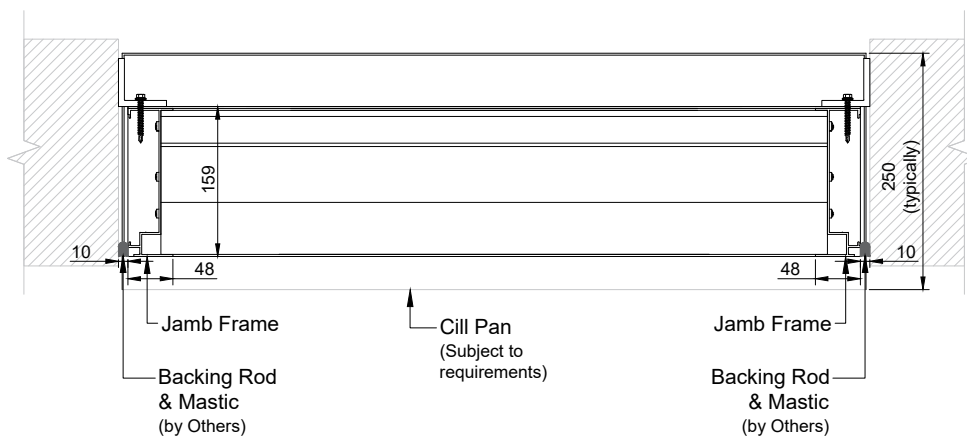 159
250
(typically)
10
48
48
10
Jamb Frame
Cill Pan
(Subject to
requirements)
Jamb Frame
Backing Rod
& Mastic
(by Others)
Backing Rod
& Mastic
(by Others)